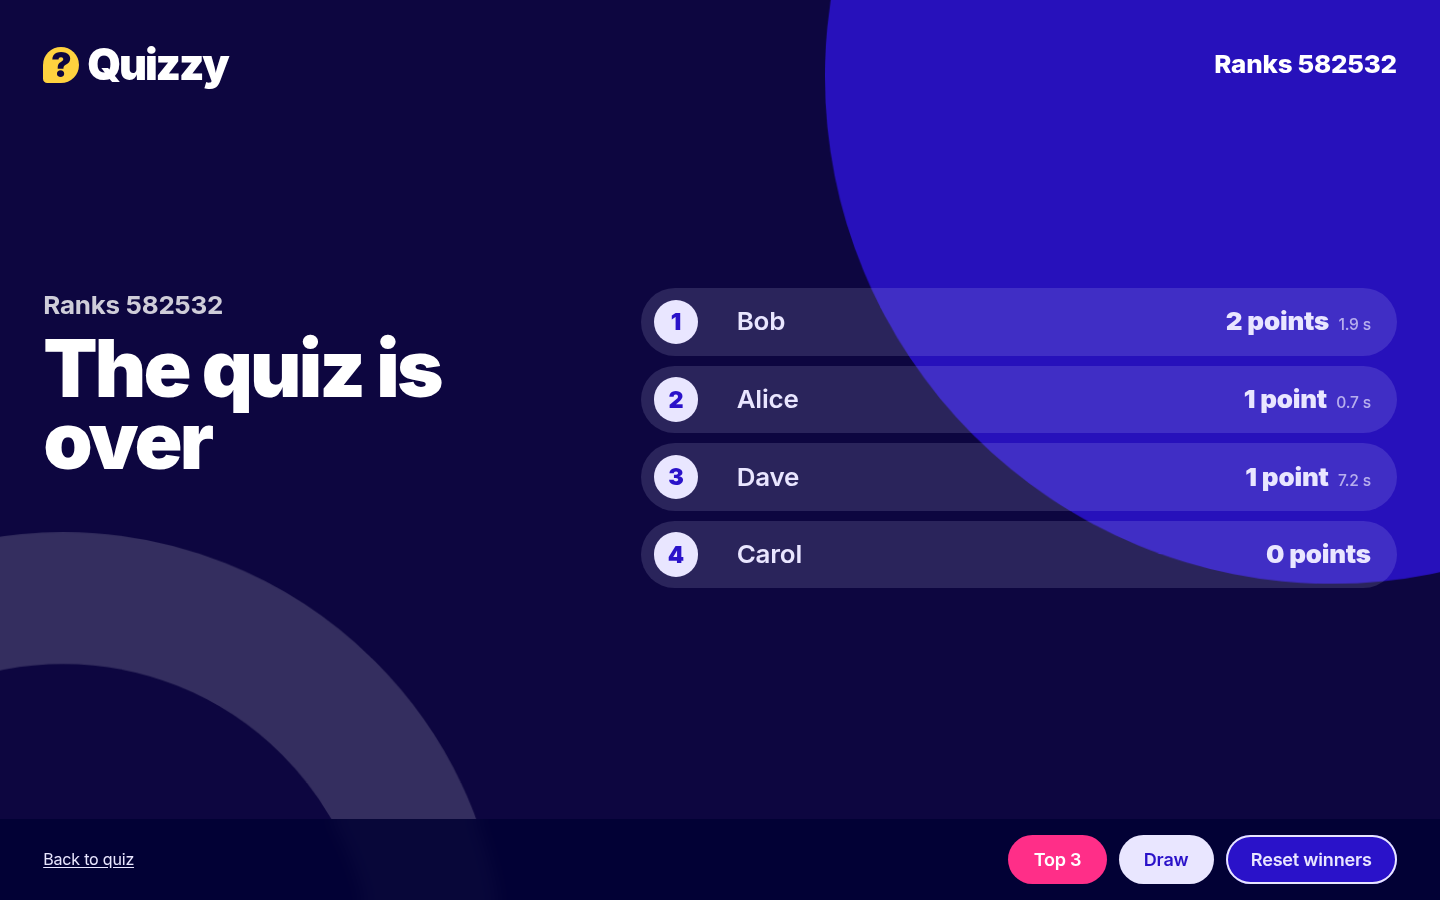 ? Quizzy
Ranks 582532
Ranks 582532
The quiz is
over
1 Bob 2 points 1.9 s
2 Alice 1 point 0.7 s
3 Dave 1 point 7.2 s
4 Carol 0 points
Back to quiz
Top 3
Draw
Reset winners